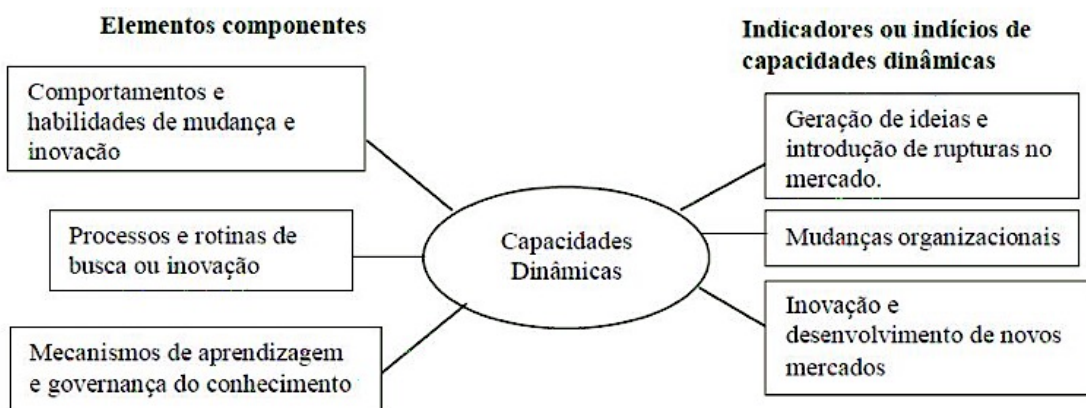 Elementos componentes
Comportamentos e
habilidades de mudança e
inovacão
Processos e rotinas de
busca ou inovação
Mecanismos de aprendizagem
e governança do conhecimento
Capacidades
Dinâmicas
Indicadores ou indícios de
capacidades dinâmicas
Geração de ideias e
introdução de rupturas no
mercado.
Mudanças organizacionais
Inovação e
desenvolvimento de novos
mercados